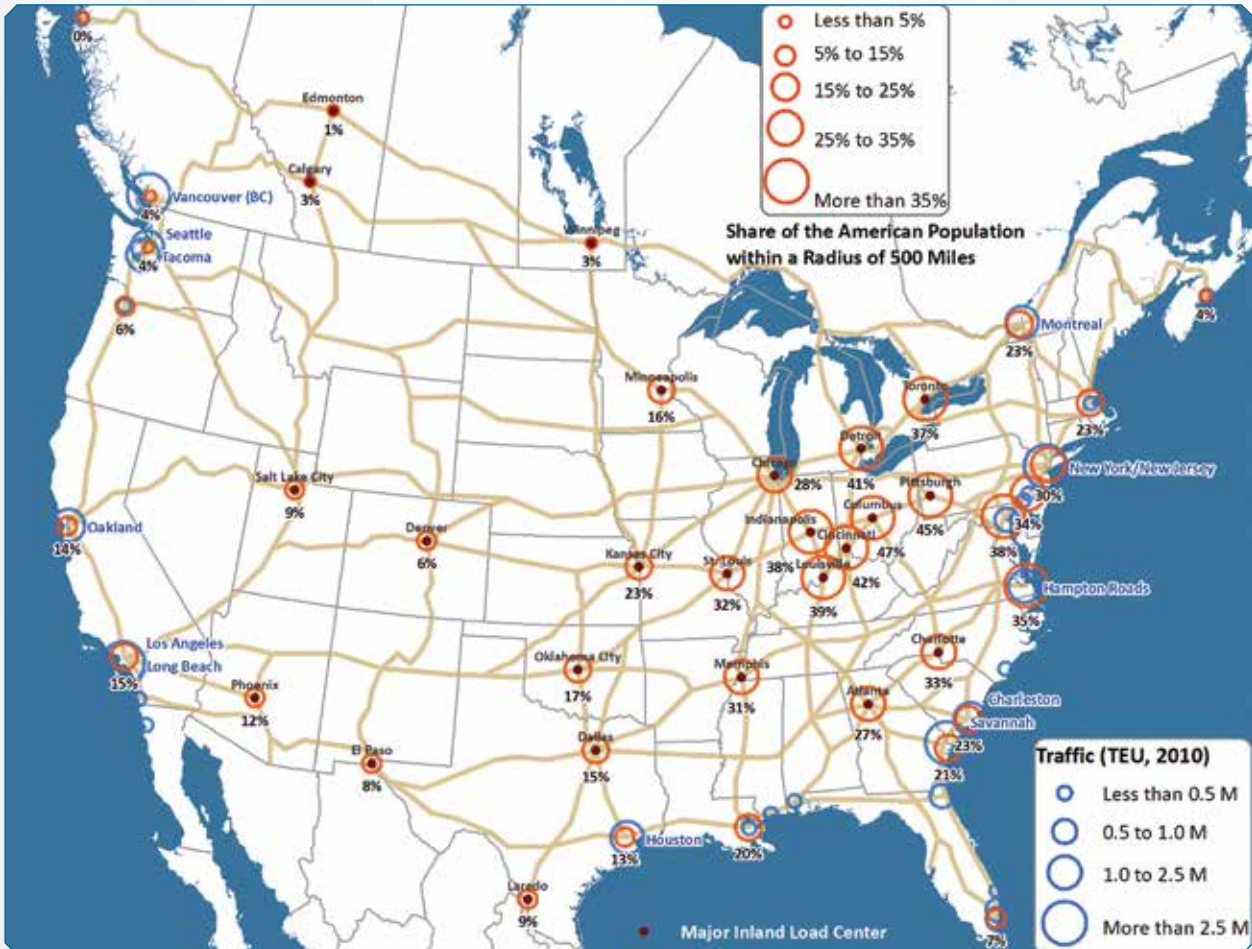 Less than 5%
5% to 15%
15% to 25%
25% to 35%
More than 35%
Share of the American Population
within a Radius of 500 Miles
0%
Edmonton
1%
Calgary
3%
Vancouver (BC)
4%
Seattle
Tacoma
4%
Winnipeg
3%
6%
4%
Montreal
23%
Minneapolis
16%
Toronto
37%
23%
Detroit
41%
Chicago
28%
New York/New Jersey
30%
Salt Lake City
9%
Pittsburgh
45%
Columbus
47%
Indianapolis
38%
Cincinnati
42%
34%
38%
Oakland
14%
Denver
6%
Kansas City
23%
St. Louis
32%
Louisville
39%
Hampton Roads
35%
Los Angeles
Long Beach
15%
Phoenix
12%
Oklahoma City
17%
Memphis
31%
Charlotte
33%
Atlanta
27%
Charleston
Savannah
23%
21%
El Paso
8%
Dallas
15%
Houston
13%
20%
Laredo
9%
7%
Traffic (TEU, 2010)
Less than 0.5 M
0.5 to 1.0 M
1.0 to 2.5 M
More than 2.5 M
Major Inland Load Center